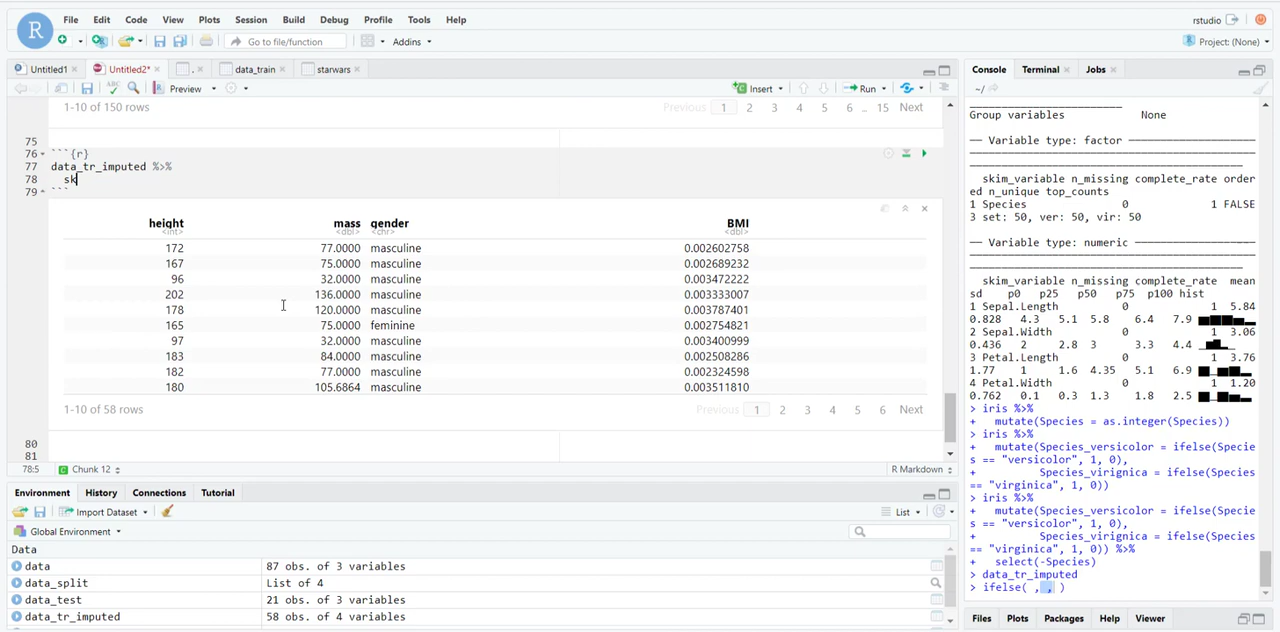 File Edit Code View Plots Session Build Debug Profile Tools Help
rstudio
R
Go to file/function
Addins
Project: (None)
Untitled1 × Untitled2* × . × data_train × starwars ×
Preview
Insert Run
1-10 of 150 rows
Previous 1 2 3 4 5 6 … 15 Next
75
76 ```{r}
77 data_tr_imputed %>%
78 sk
79 ```
height mass gender BMI
<int> <dbl> <chr> <dbl>
172 77.0000 masculine 0.002602758
167 75.0000 masculine 0.002689232
96 32.0000 masculine 0.003472222
202 136.0000 masculine 0.003333007
178 120.0000 masculine 0.003787401
165 75.0000 feminine 0.002754821
97 32.0000 masculine 0.003400999
183 84.0000 masculine 0.002508286
182 77.0000 masculine 0.002324598
180 105.6864 masculine 0.003511810
1-10 of 58 rows
Previous 1 2 3 4 5 6 Next
80
81
78:5 Chunk 12 R Markdown
Environment History Connections Tutorial
Import Dataset List
Global Environment
Data
data 87 obs. of 3 variables
data_split List of 4
data_test 21 obs. of 3 variables
data_tr_imputed 58 obs. of 4 variables
Console Terminal × Jobs ×
~/
Group variables None
── Variable type: factor
skim_variable n_missing complete_rate order
ed n_unique top_counts
1 Species 0 1 FALSE
3 set: 50, ver: 50, vir: 50
── Variable type: numeric
skim_variable n_missing complete_rate mean
sd p0 p25 p50 p75 p100 hist
1 Sepal.Length 0 1 5.84
0.828 4.3 5.1 5.8 6.4 7.9
2 Sepal.Width 0 1 3.06
0.436 2 2.8 3 3.3 4.4
3 Petal.Length 0 1 3.76
1.77 1 1.6 4.35 5.1 6.9
4 Petal.Width 0 1 1.20
0.762 0.1 0.3 1.3 1.8 2.5
> iris %>%
+ mutate(Species = as.integer(Species))
> iris %>%
+ mutate(Species_versicolor = ifelse(Specie
s == "versicolor", 1, 0),
+ Species_virignica = ifelse(Species
== "virginica", 1, 0))
> iris %>%
+ mutate(Species_versicolor = ifelse(Specie
s == "versicolor", 1, 0),
+ Species_virignica = ifelse(Species
== "virginica", 1, 0)) %>%
+ select(-Species)
> data_tr_imputed
> ifelse( , , )
Files Plots Packages Help Viewer